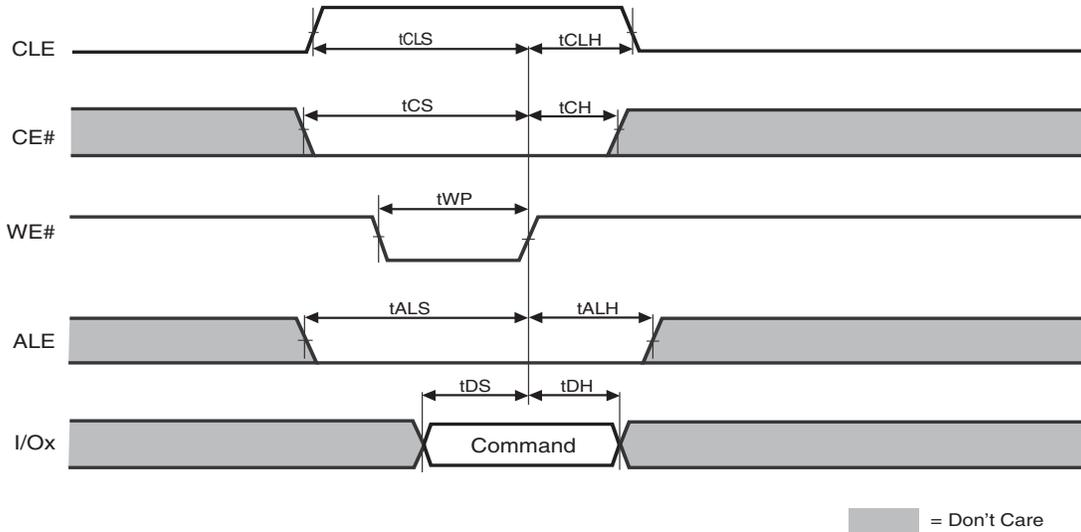 CLE
tCLS
tCLH
CE#
tCS
tCH
WE#
tWP
ALE
tALS
tALH
tDS
tDH
I/Ox
Command
= Don't Care